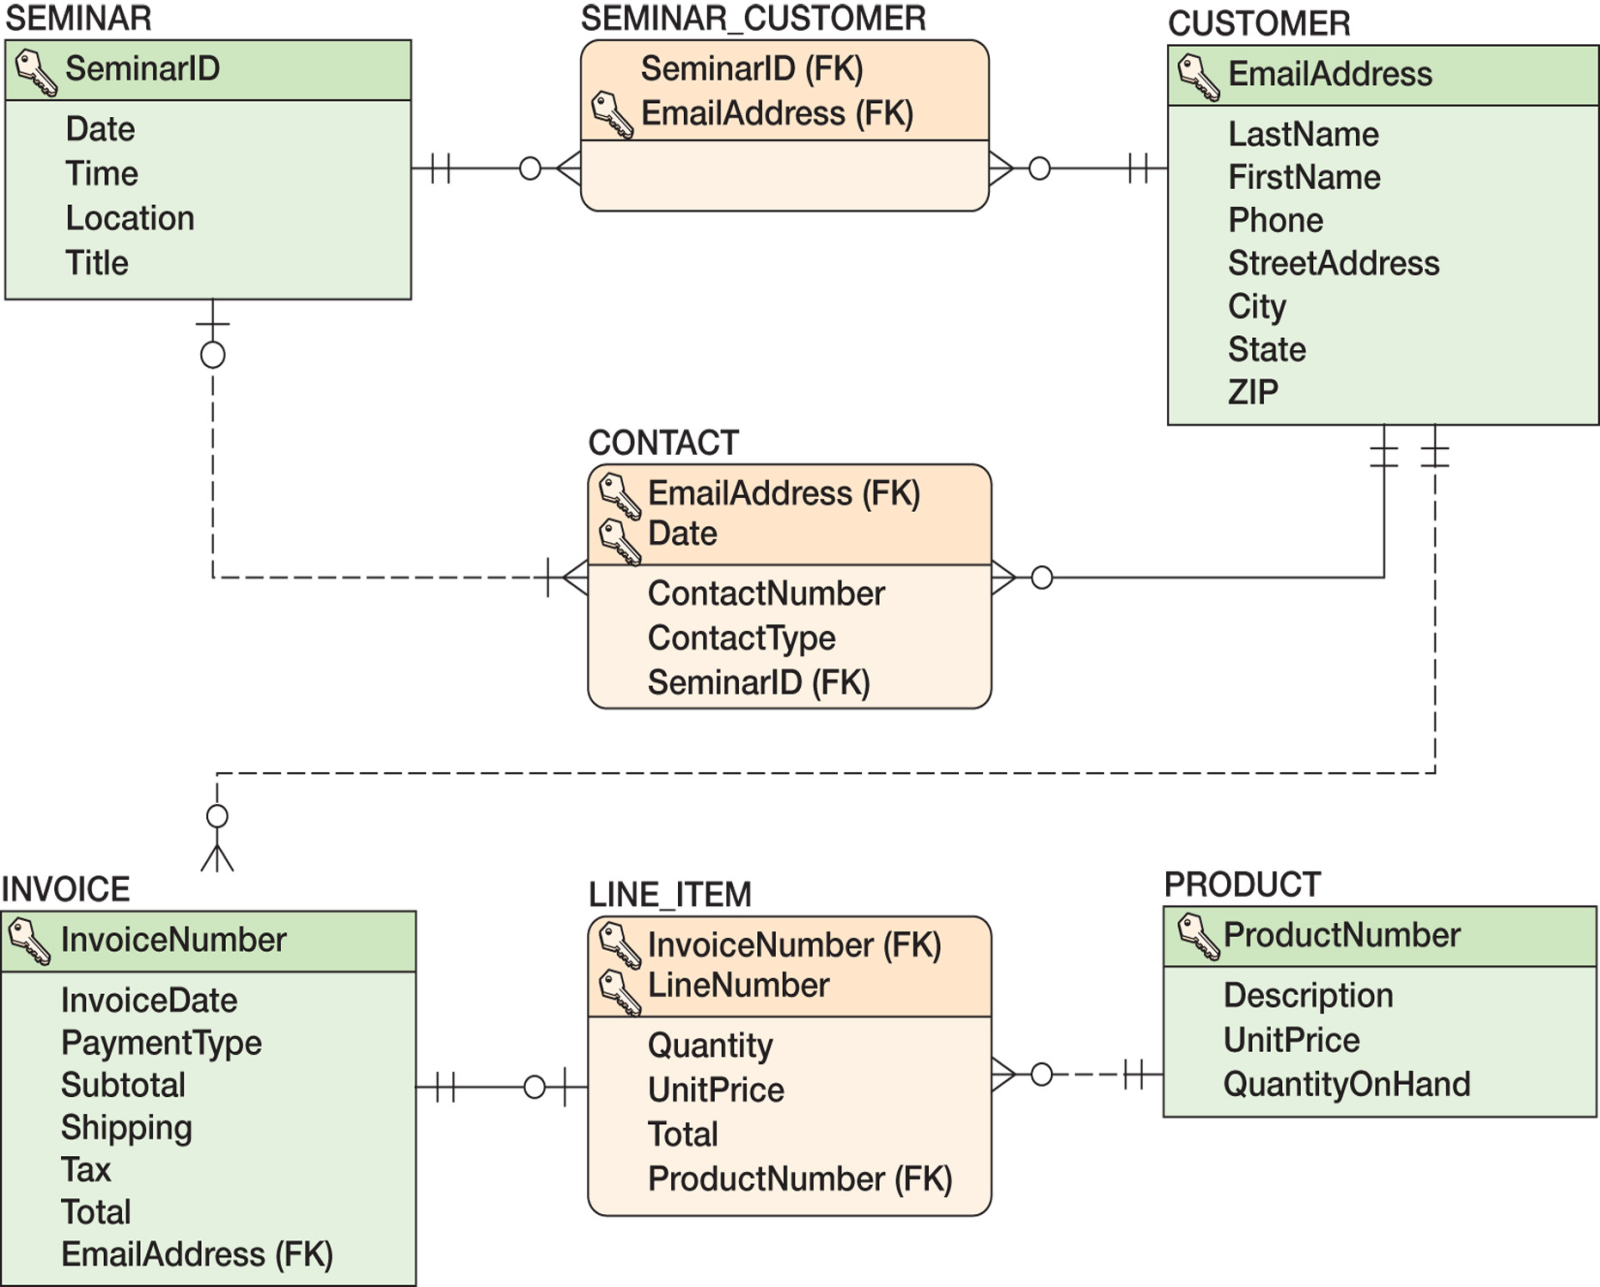 SEMINAR
SeminarID
Date
Time
Location
Title
SEMINAR_CUSTOMER
SeminarID (FK)
EmailAddress (FK)
CUSTOMER
EmailAddress
LastName
FirstName
Phone
StreetAddress
City
State
ZIP
CONTACT
EmailAddress (FK)
Date
ContactNumber
ContactType
SeminarID (FK)
INVOICE
InvoiceNumber
InvoiceDate
PaymentType
Subtotal
Shipping
Tax
Total
EmailAddress (FK)
LINE_ITEM
InvoiceNumber (FK)
LineNumber
Quantity
UnitPrice
Total
ProductNumber (FK)
PRODUCT
ProductNumber
Description
UnitPrice
QuantityOnHand